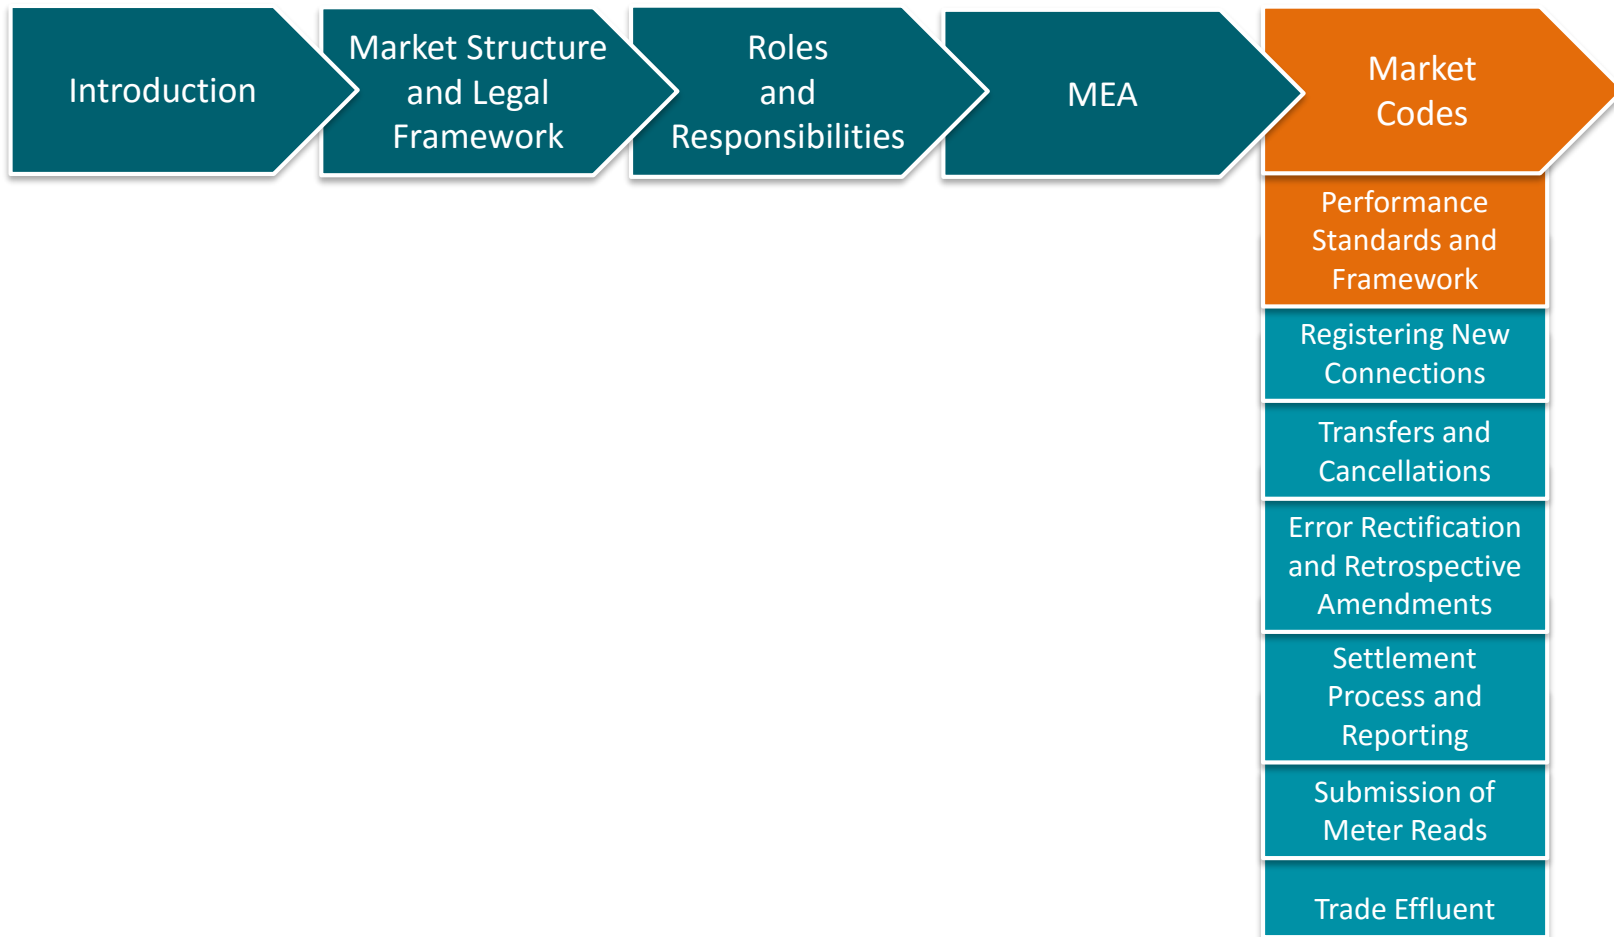 Introduction
Market Structure
and Legal
Framework
Roles
and
Responsibilities
MEA
Market
Codes
Performance
Standards and
Framework
Registering New
Connections
Transfers and
Cancellations
Error Rectification
and Retrospective
Amendments
Settlement
Process and
Reporting
Submission of
Meter Reads
Trade Effluent